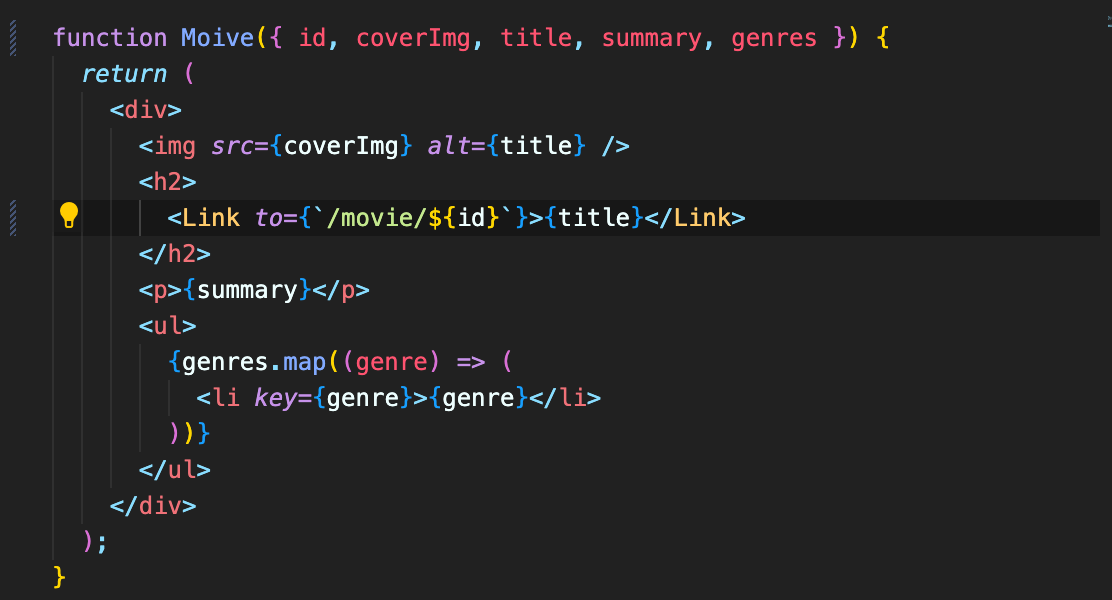 function Moive({ id, coverImg, title, summary, genres }) {
return (
<div>
<img src={coverImg} alt={title} />
<h2>
<Link to={`/movie/${id}`}>{title}</Link>
</h2>
<p>{summary}</p>
<ul>
{genres.map((genre) => (
<li key={genre}>{genre}</li>
))}
</ul>
</div>
);
}